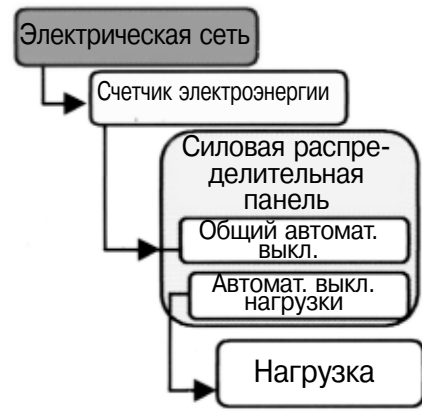 Электрическая сеть
Счетчик электроэнергии
Силовая распре-
делительная
панель
Общий автомат.
выкл.
Автомат. выкл.
нагрузки
Нагрузка